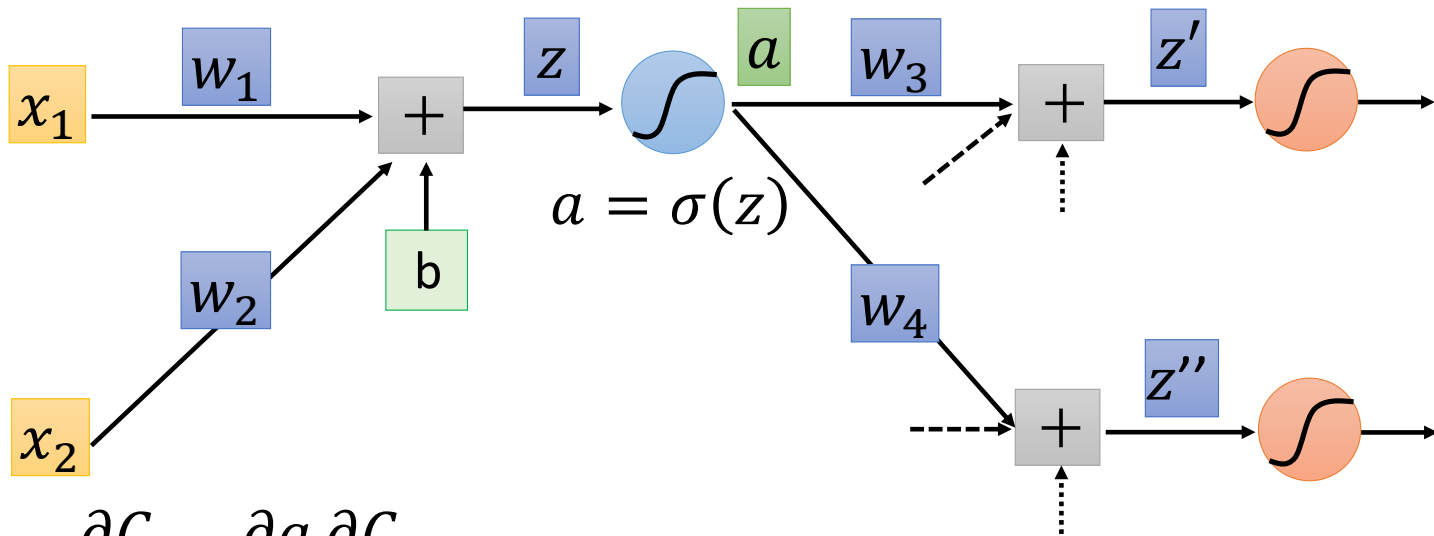 x₁ w₁ + z a w₃ + z′
a = σ(z)
b
w₂
w₄
x₂ + z′′
∂C ∂a ∂C